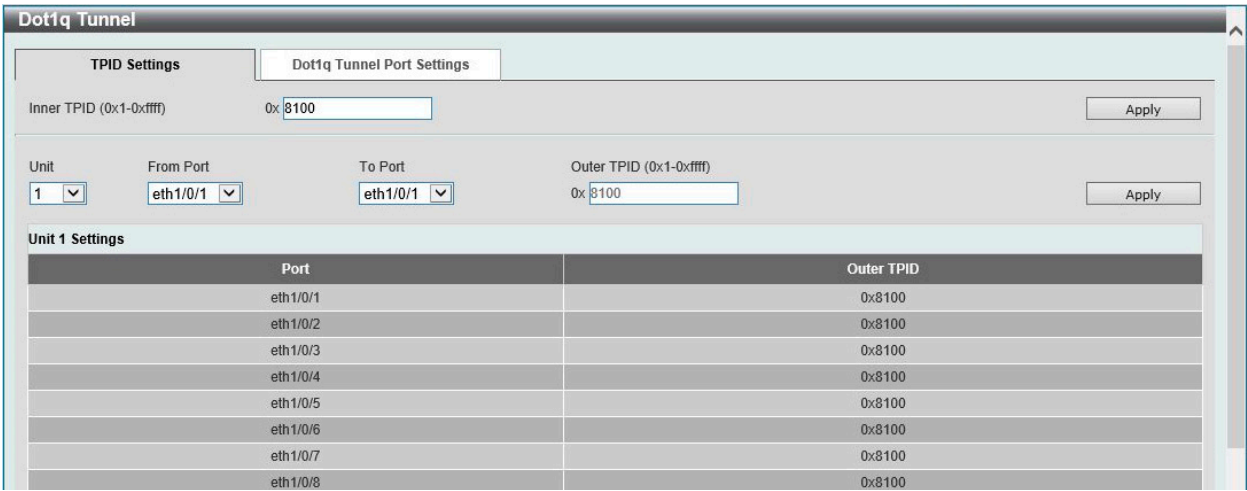 Dot1q Tunnel
TPID Settings Dot1q Tunnel Port Settings
Inner TPID (0x1-0xffff) 0x 8100 Apply
Unit From Port To Port Outer TPID (0x1-0xffff)
1 eth1/0/1 eth1/0/1 0x 8100 Apply
Unit 1 Settings
Port Outer TPID
eth1/0/1 0x8100
eth1/0/2 0x8100
eth1/0/3 0x8100
eth1/0/4 0x8100
eth1/0/5 0x8100
eth1/0/6 0x8100
eth1/0/7 0x8100
eth1/0/8 0x8100